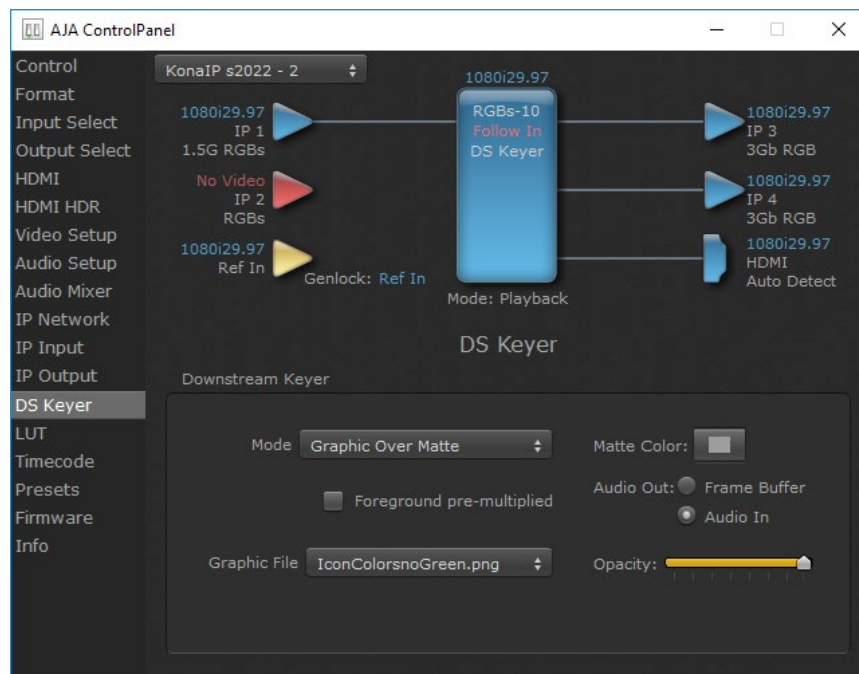 AJA ControlPanel
Control
Format
Input Select
Output Select
HDMI
HDMI HDR
Video Setup
Audio Setup
Audio Mixer
IP Network
IP Input
IP Output
DS Keyer
LUT
Timecode
Presets
Firmware
Info
KonaIP s2022 - 2
1080i29.97
IP 1
1.5G RGBs
No Video
IP 2
RGBs
1080i29.97
Ref In
Genlock: Ref In
1080i29.97
RGBs-10
Follow In
DS Keyer
Mode: Playback
1080i29.97
IP 3
3Gb RGB
1080i29.97
IP 4
3Gb RGB
1080i29.97
HDMI
Auto Detect
DS Keyer
Downstream Keyer
Mode Graphic Over Matte
Foreground pre-multiplied
Graphic File IconColorsnoGreen.png
Matte Color:
Audio Out: Frame Buffer
Audio In
Opacity: